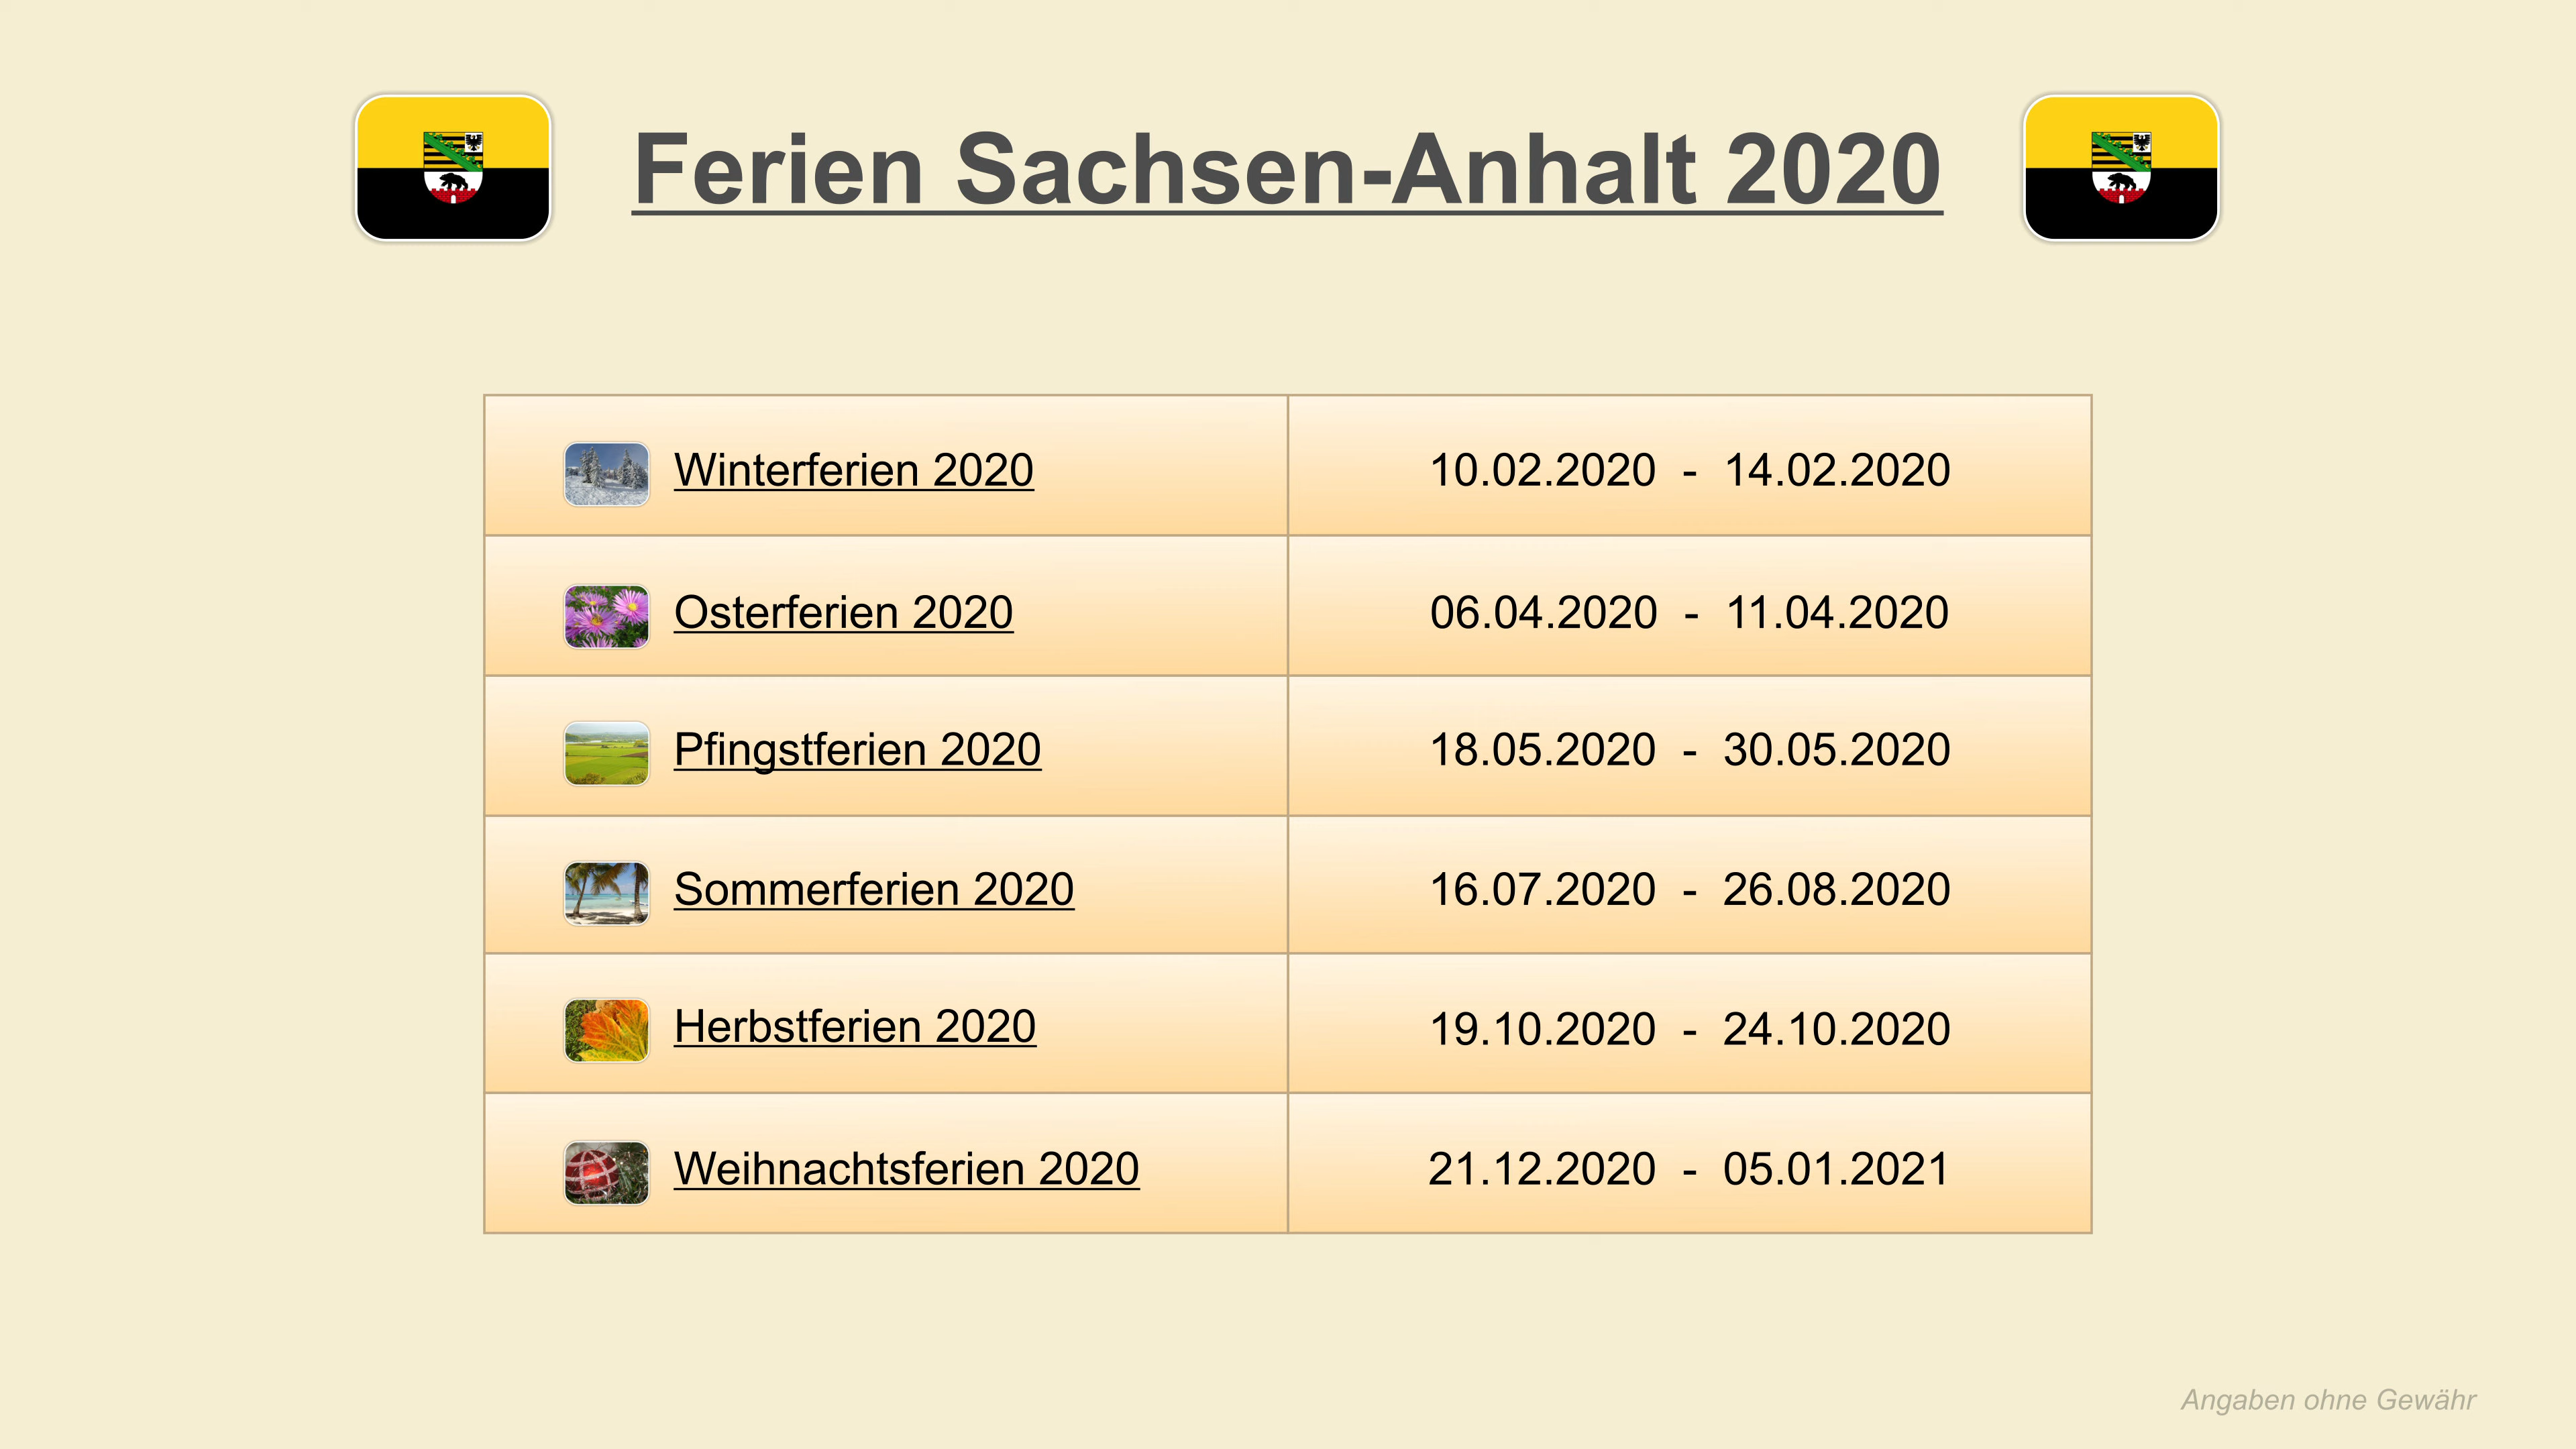 Ferien Sachsen-Anhalt 2020
Winterferien 2020 10.02.2020 - 14.02.2020
Osterferien 2020 06.04.2020 - 11.04.2020
Pfingstferien 2020 18.05.2020 - 30.05.2020
Sommerferien 2020 16.07.2020 - 26.08.2020
Herbstferien 2020 19.10.2020 - 24.10.2020
Weihnachtsferien 2020 21.12.2020 - 05.01.2021
Angaben ohne Gewähr